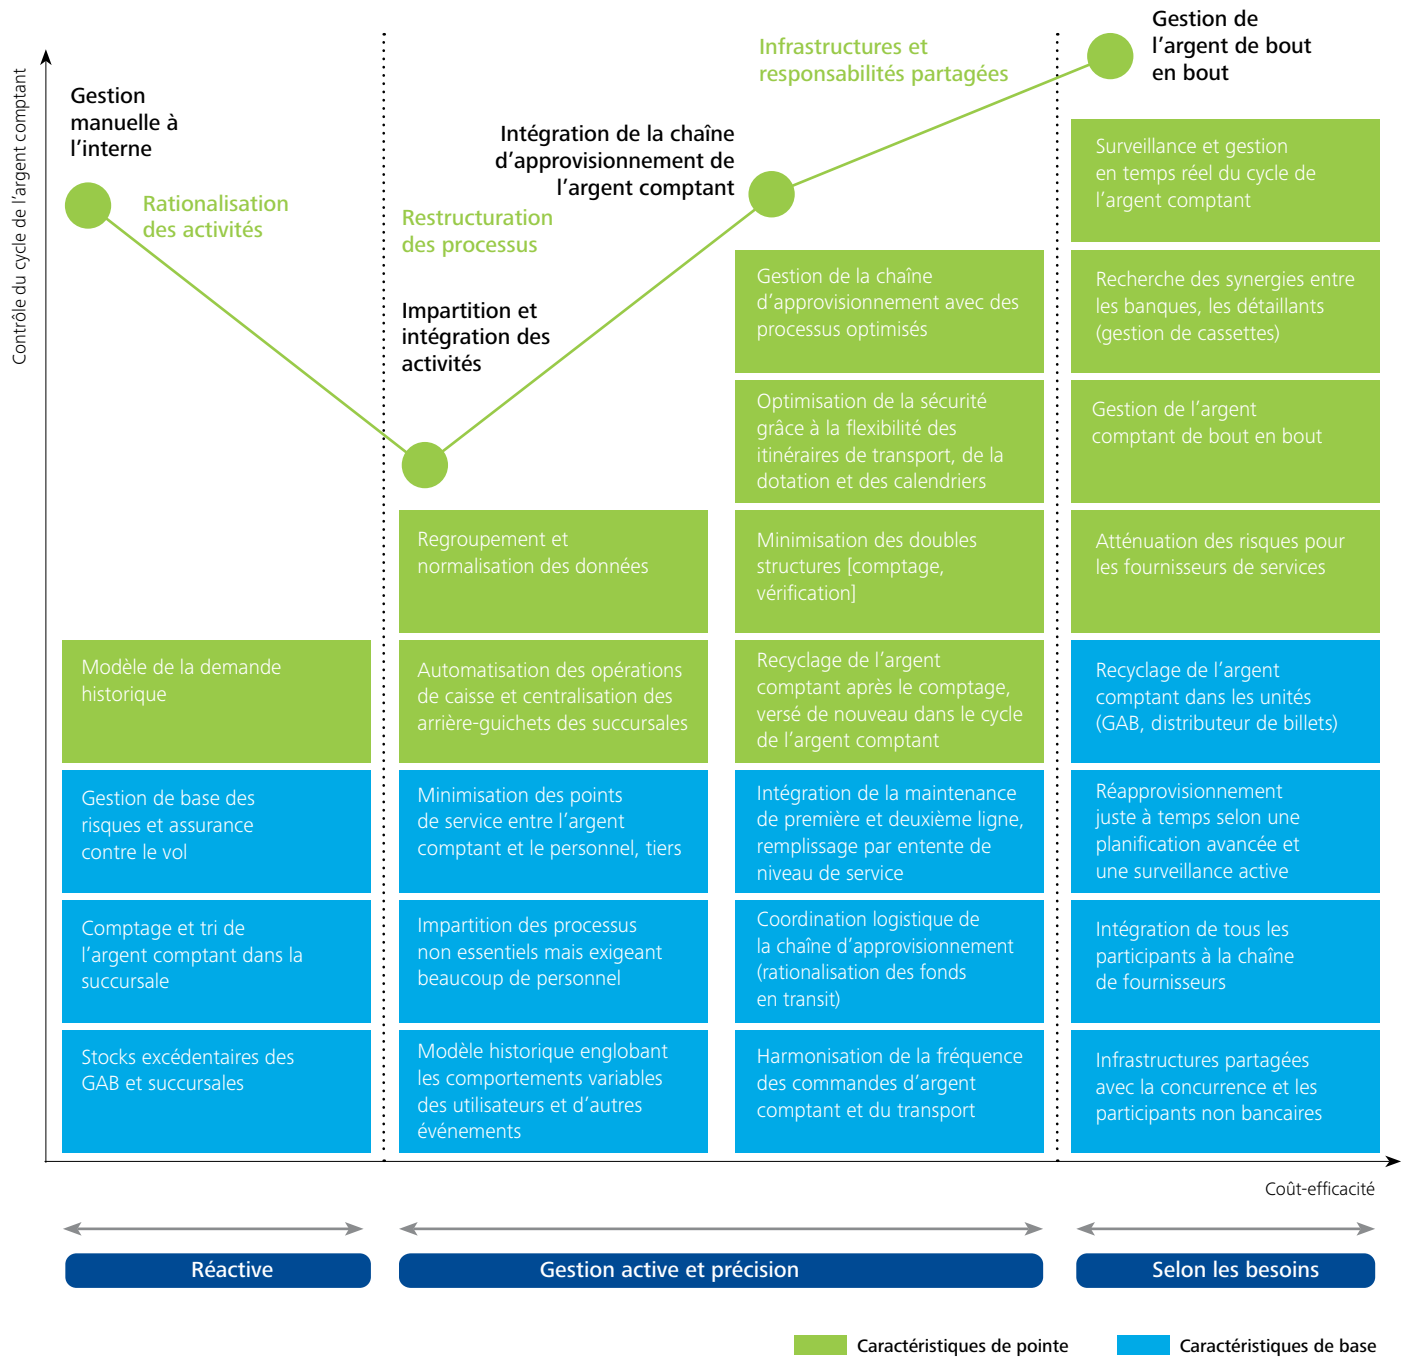 Contrôle du cycle de l'argent comptant
Gestion
manuelle à
l'interne
Rationalisation
des activités
Restructuration
des processus
Impartition et
intégration des
activités
Intégration de la chaîne
d'approvisionnement de
l'argent comptant
Infrastructures et
responsabilités partagées
Gestion de
l'argent de bout
en bout
Modèle de la demande
historique
Gestion de base des
risques et assurance
contre le vol
Comptage et tri de
l'argent comptant dans la
succursale
Stocks excédentaires des
GAB et succursales
Regroupement et
normalisation des données
Automatisation des opérations
de caisse et centralisation des
arrière-guichets des succursales
Minimisation des points
de service entre l'argent
comptant et le personnel, tiers
Impartition des processus
non essentiels mais exigeant
beaucoup de personnel
Modèle historique englobant
les comportements variables
des utilisateurs et d'autres
événements
Gestion de la chaîne
d'approvisionnement avec des
processus optimisés
Optimisation de la sécurité
grâce à la flexibilité des
itinéraires de transport, de la
dotation et des calendriers
Minimisation des doubles
structures [comptage,
vérification]
Recyclage de l'argent
comptant après le comptage,
versé de nouveau dans le cycle
de l'argent comptant
Intégration de la maintenance
de première et deuxième ligne,
remplissage par entente de
niveau de service
Coordination logistique de
la chaîne d'approvisionnement
(rationalisation des fonds
en transit)
Harmonisation de la fréquence
des commandes d'argent
comptant et du transport
Surveillance et gestion
en temps réel du cycle de
l'argent comptant
Recherche des synergies entre
les banques, les détaillants
(gestion de cassettes)
Gestion de l'argent
comptant de bout en bout
Atténuation des risques pour
les fournisseurs de services
Recyclage de l'argent
comptant dans les unités
(GAB, distributeur de billets)
Réapprovisionnement
juste à temps selon une
planification avancée et
une surveillance active
Intégration de tous les
participants à la chaîne
de fournisseurs
Infrastructures partagées
avec la concurrence et les
participants non bancaires
Coût-efficacité
Réactive
Gestion active et précision
Selon les besoins
Caractéristiques de pointe
Caractéristiques de base